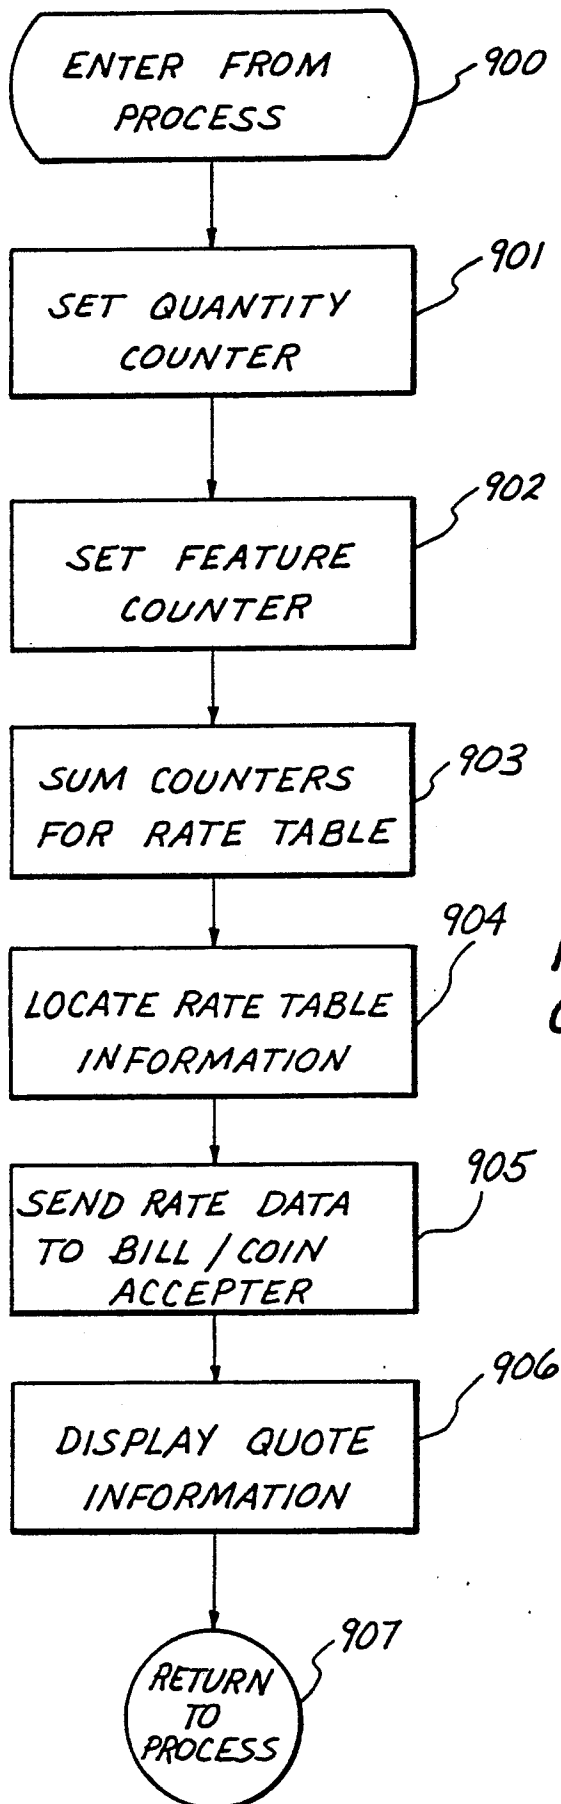 ENTER FROM
PROCESS
900
SET QUANTITY
COUNTER
901
SET FEATURE
COUNTER
902
SUM COUNTERS
FOR RATE TABLE
903
LOCATE RATE TABLE
INFORMATION
904
SEND RATE DATA
TO BILL / COIN
ACCEPTER
905
DISPLAY QUOTE
INFORMATION
906
RETURN
TO
PROCESS
907